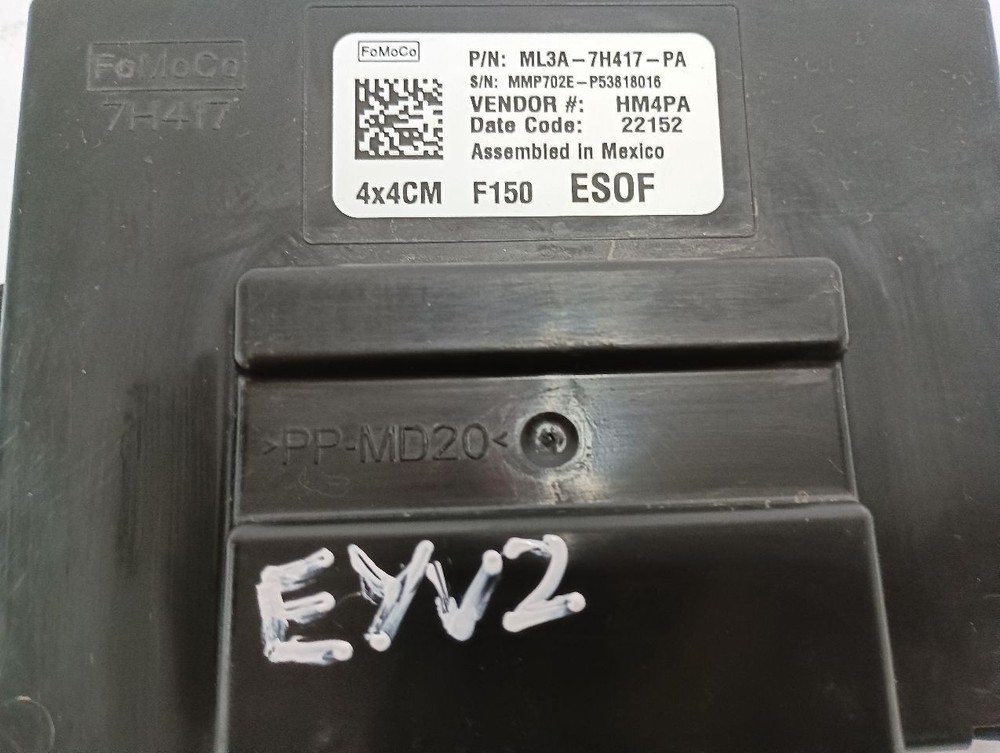 FoMoCo
7H417
FoMoCo
P/N: ML3A-7H417-PA
S/N: MMP702E-P53818016
VENDOR #: HM4PA
Date Code: 22152
Assembled in Mexico
4x4CM F150 ESOF
>PP-MD20<
EYV2